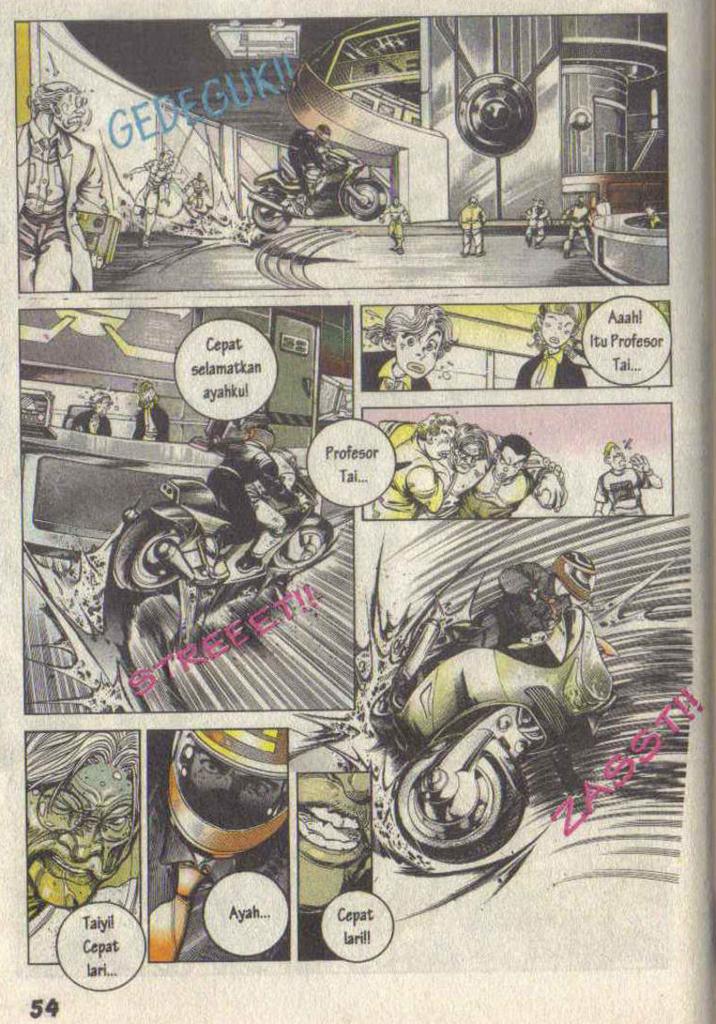 GEDEGUK!!
Cepat
selamatkan
ayahku!
Aaah!
Itu Profesor
Tai...
Profesor
Tai...
STREEET!!
ZASST!!
Taiyi!
Cepat
lari...
Ayah...
Cepat
lari!!
54